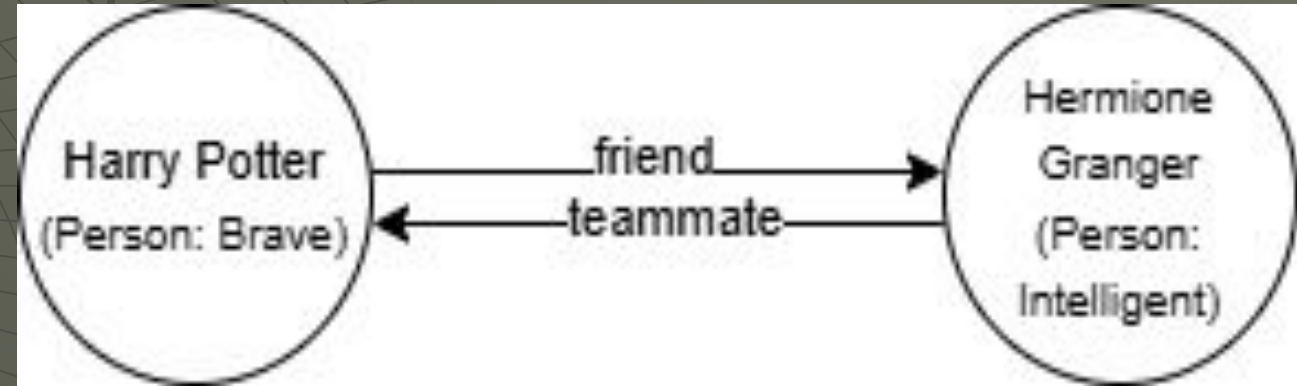 Harry Potter
(Person: Brave)
friend
teammate
Hermione
Granger
(Person:
Intelligent)